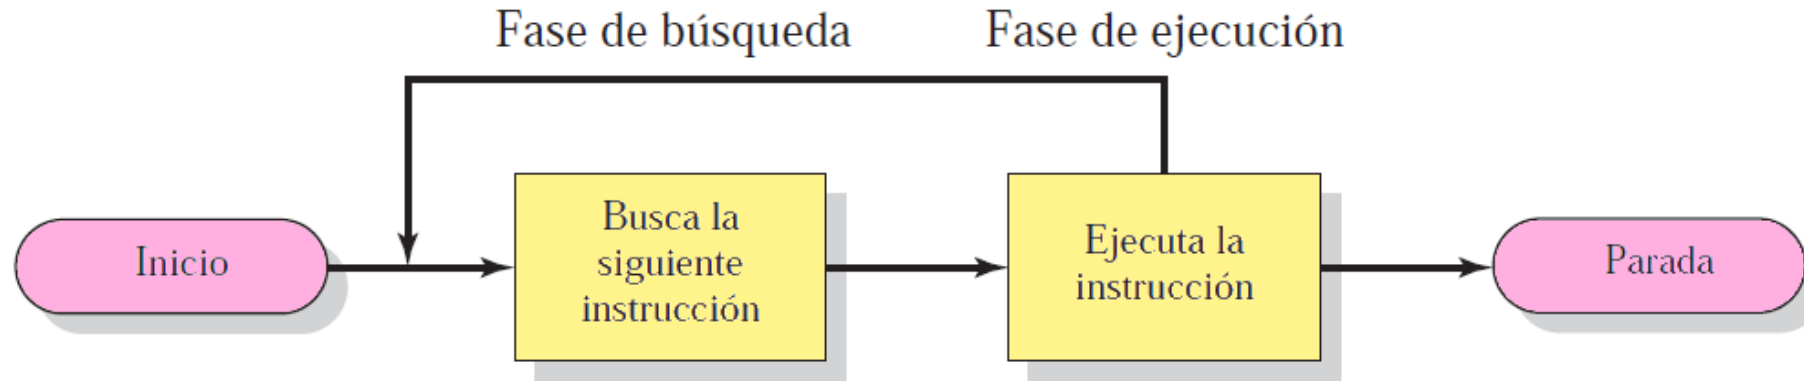 Fase de búsqueda
Fase de ejecución
Inicio
Busca la
siguiente
instrucción
Ejecuta la
instrucción
Parada